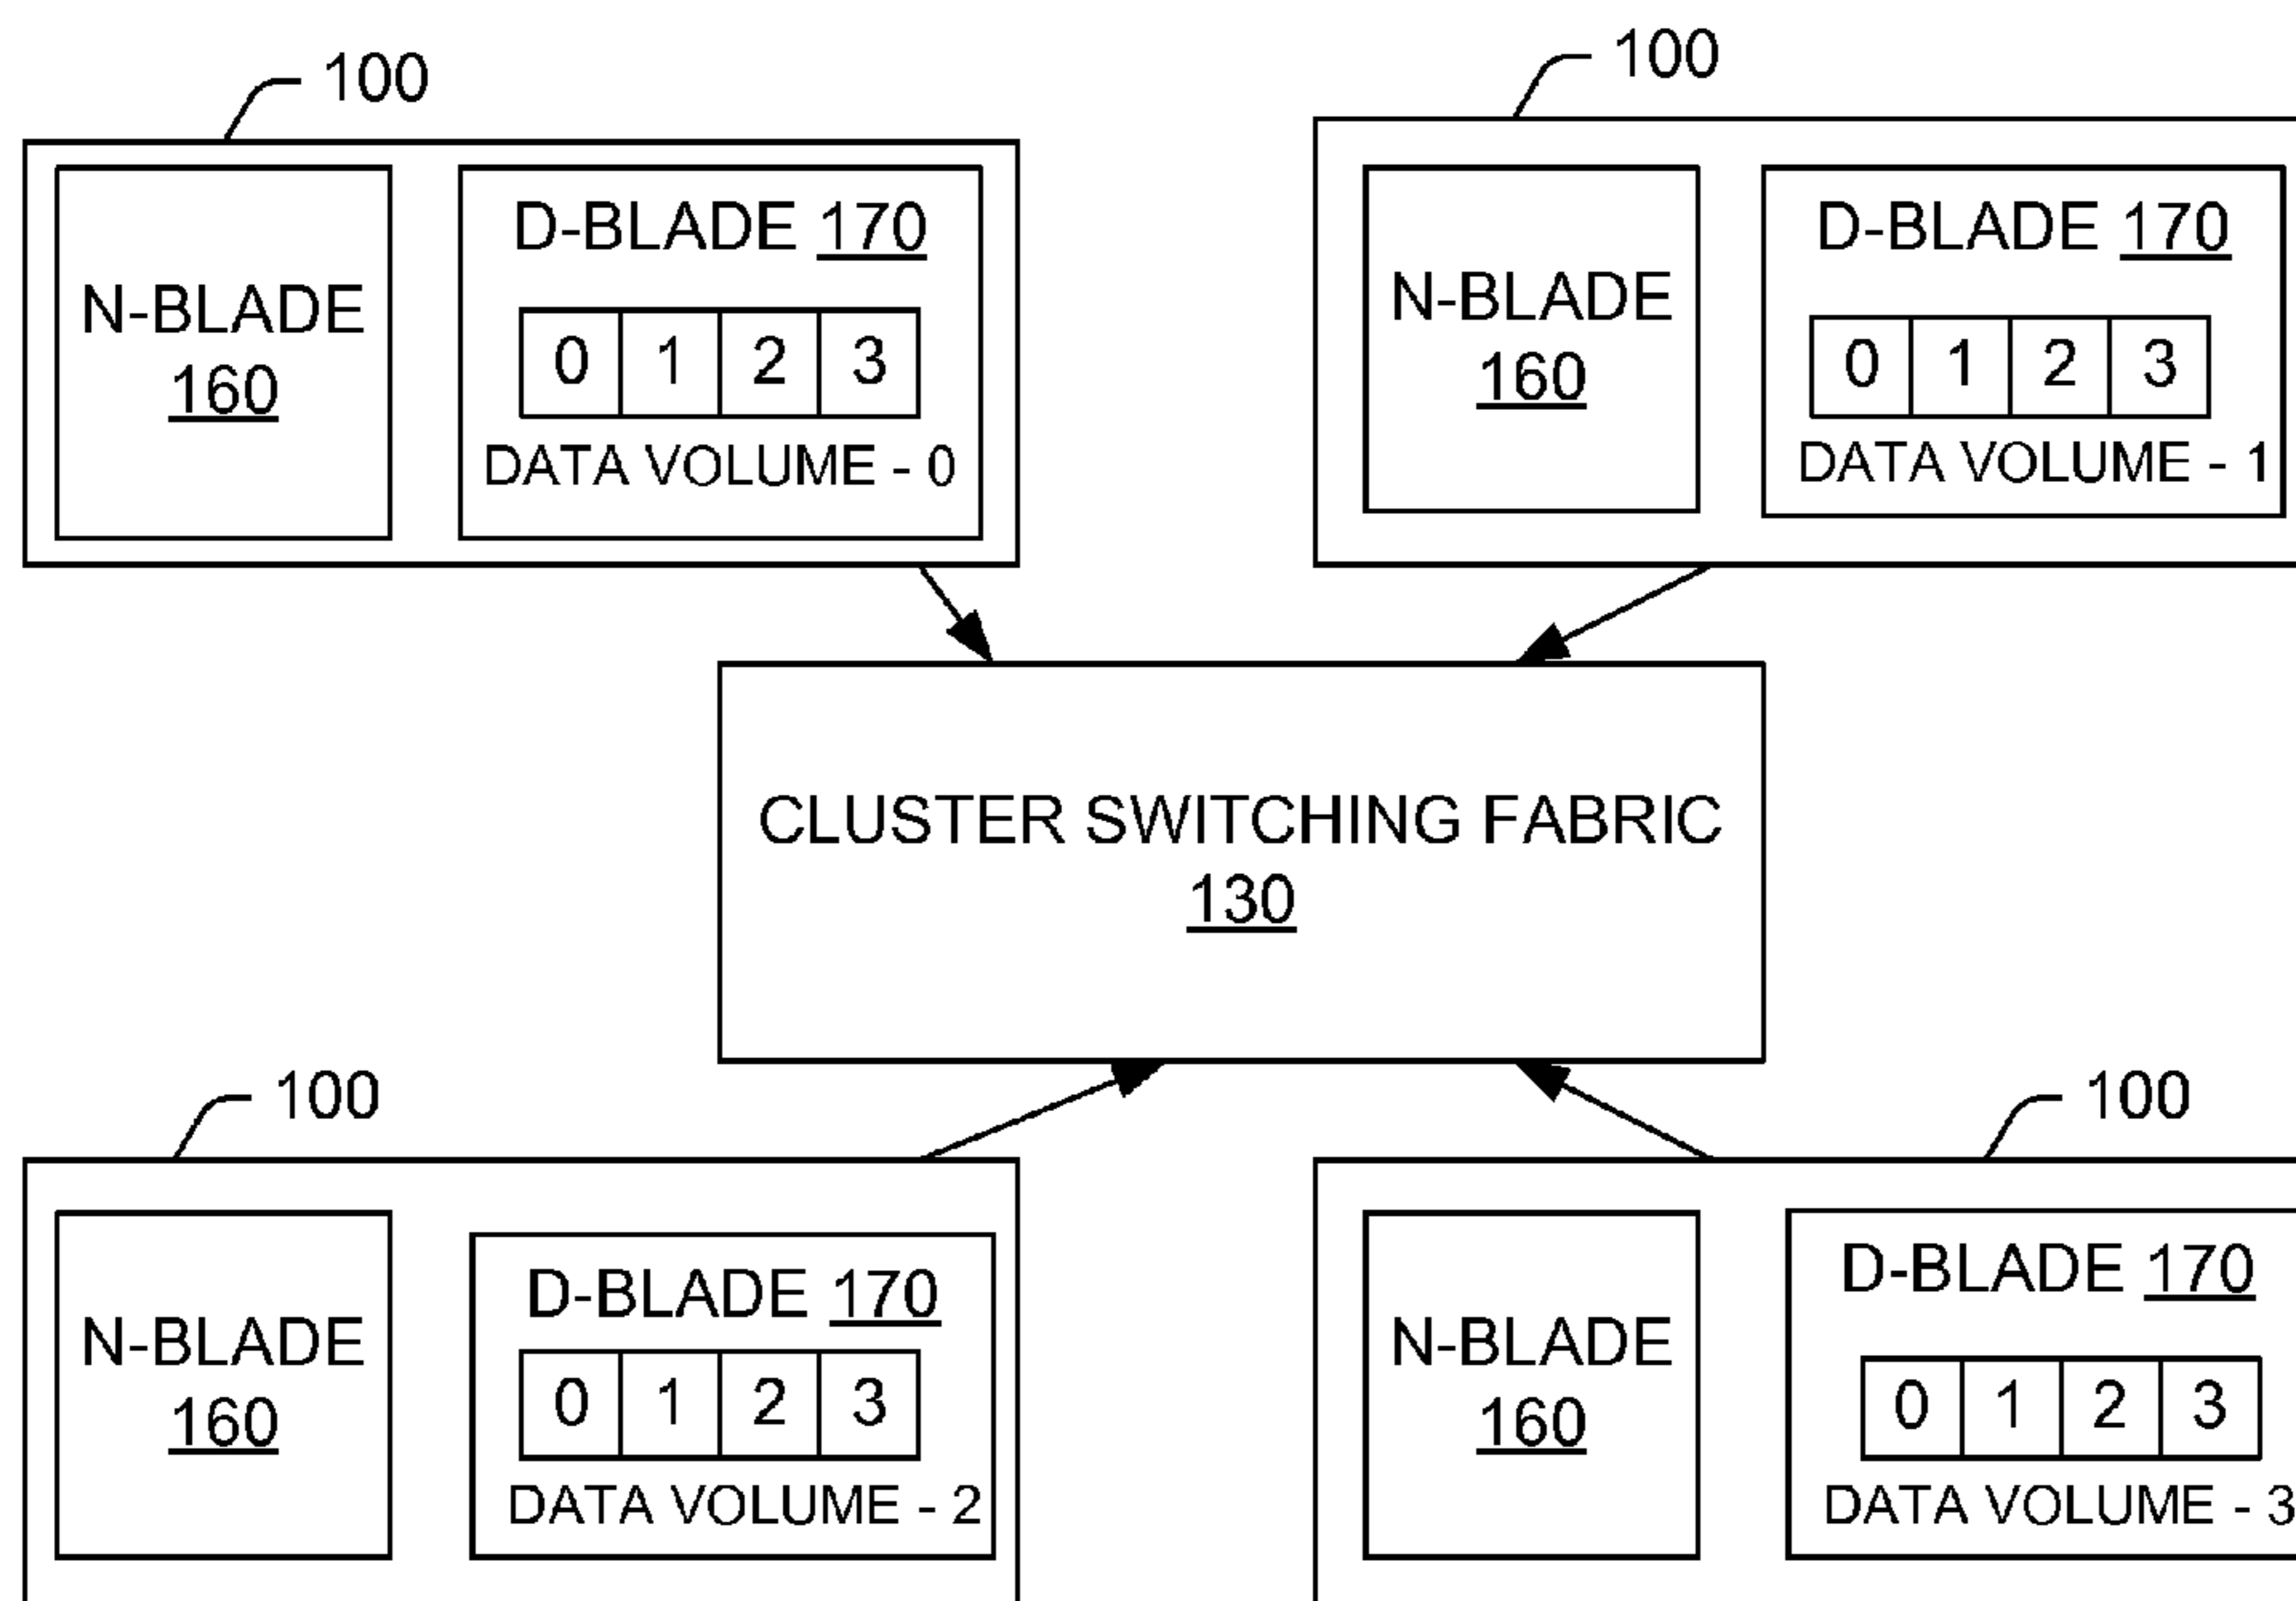 100
N-BLADE
160
D-BLADE 170
0 1 2 3
DATA VOLUME - 0
100
N-BLADE
160
D-BLADE 170
0 1 2 3
DATA VOLUME - 1
CLUSTER SWITCHING FABRIC
130
100
N-BLADE
160
D-BLADE 170
0 1 2 3
DATA VOLUME - 2
100
N-BLADE
160
D-BLADE 170
0 1 2 3
DATA VOLUME - 3